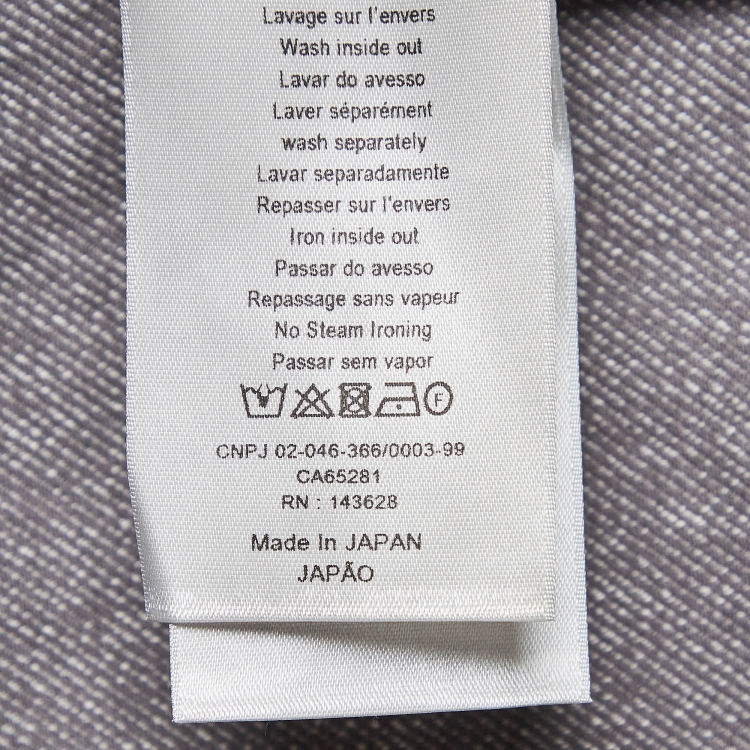 Lavage sur l'envers
Wash inside out
Lavar do avesso
Laver séparément
wash separately
Lavar separadamente
Repasser sur l'envers
Iron inside out
Passar do avesso
Repassage sans vapeur
No Steam Ironing
Passar sem vapor
F
CNPJ 02-046-366/0003-99
CA65281
RN : 143628
Made In JAPAN
JAPÃO